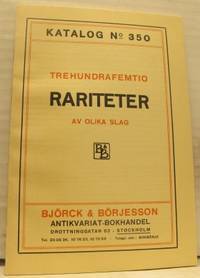 KATALOG Nº 350
TREHUNDRAFEMTIO
RARITETER
AV OLIKA SLAG
BJÖRCK & BÖRJESSON
ANTIKVARIAT-BOKHANDEL
DROTTNINGGATAN 62 - STOCKHOLM